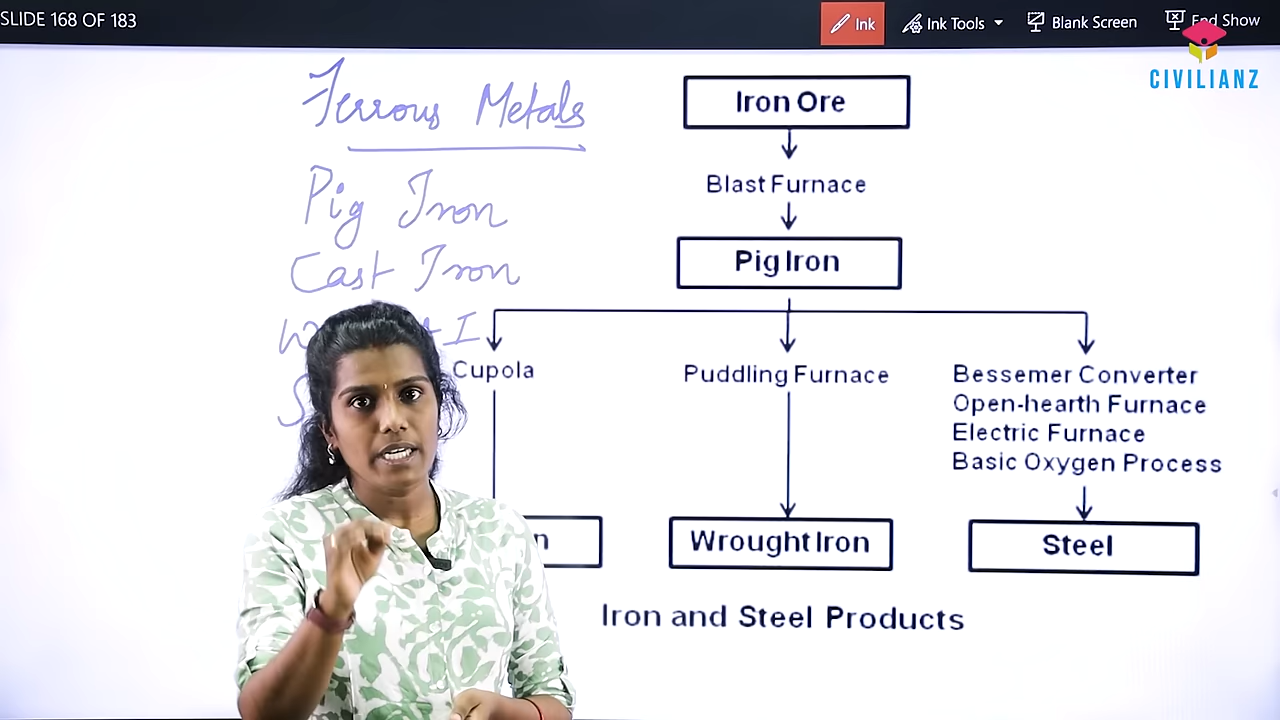 SLIDE 168 OF 183
Ink
Ink Tools
Blank Screen
End Show
CIVILIANZ
Ferrous Metals
Pig Iron
Cast Iron
I
Iron Ore
Blast Furnace
Pig Iron
Cupola
Puddling Furnace
Bessemer Converter
Open-hearth Furnace
Electric Furnace
Basic Oxygen Process
n
Wrought Iron
Steel
Iron and Steel Products